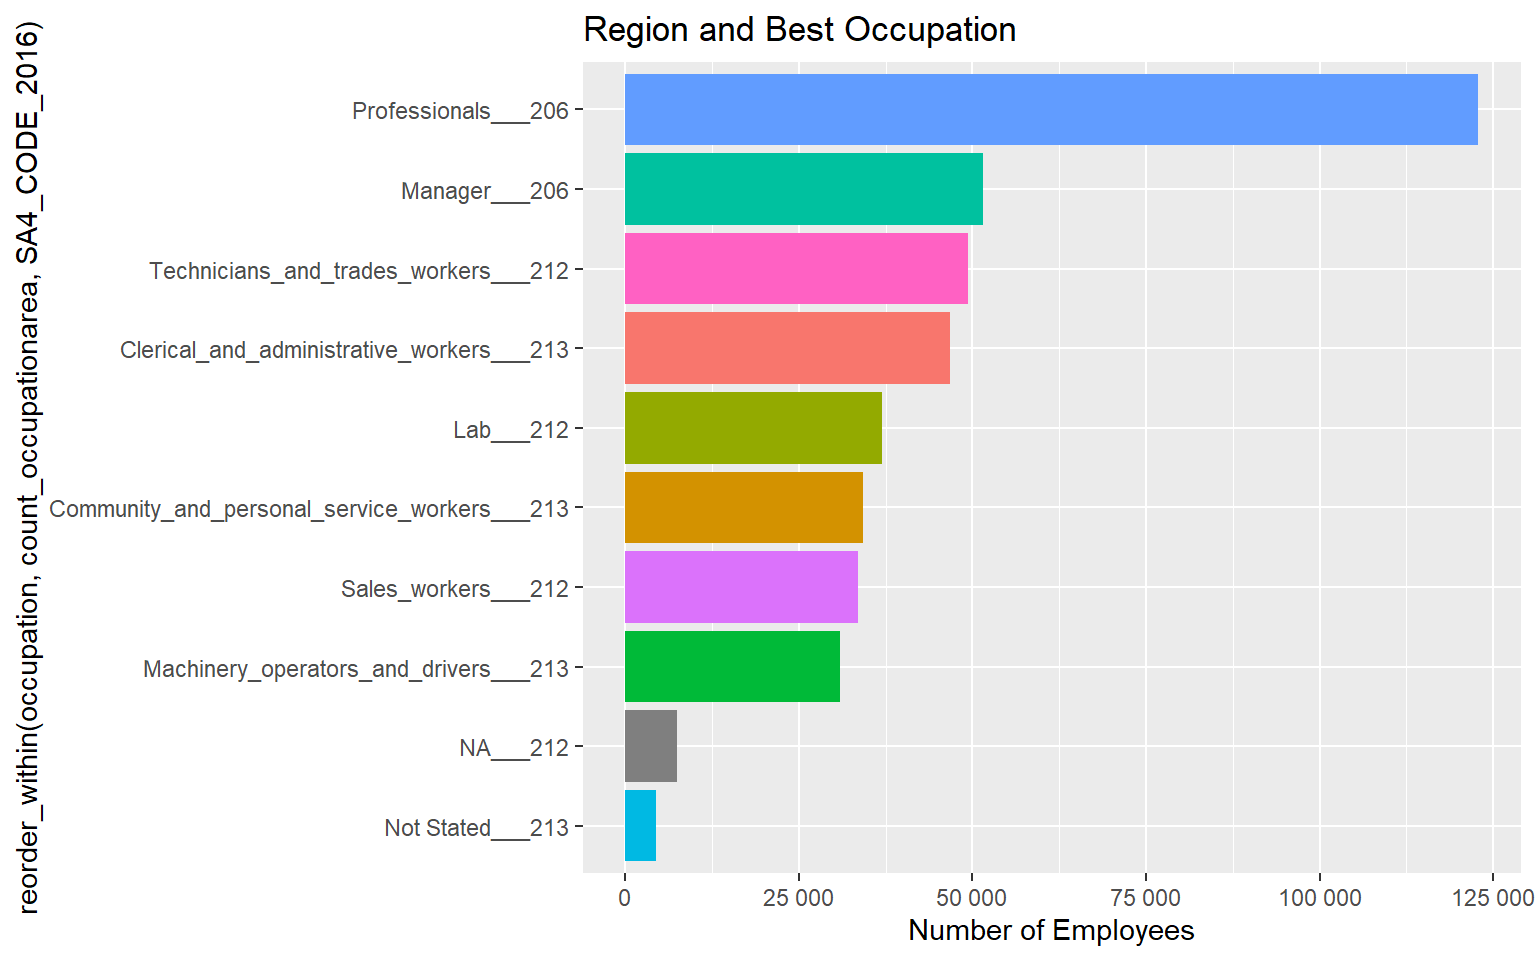 Region and Best Occupation
reorder_within(occupation, count_occupationarea, SA4_CODE_2016)
Professionals___206
Manager___206
Technicians_and_trades_workers___212
Clerical_and_administrative_workers___213
Lab___212
Community_and_personal_service_workers___213
Sales_workers___212
Machinery_operators_and_drivers___213
NA___212
Not Stated___213
0 25 000 50 000 75 000 100 000 125 000
Number of Employees